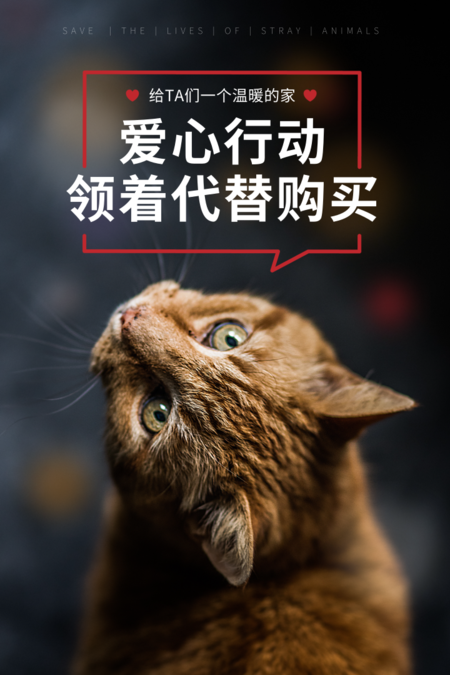 SAVE | THE | LIVES | OF | STRAY | ANIMALS
给TA们一个温暖的家
爱心行动
领着代替购买